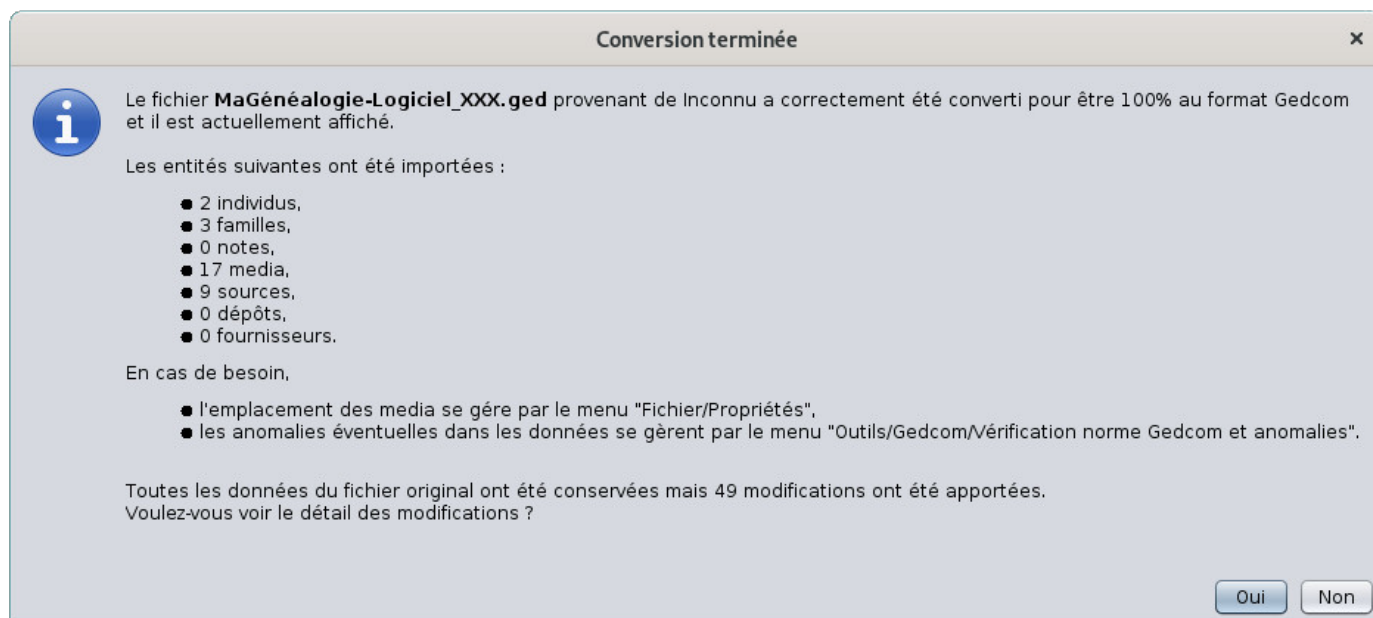 Conversion terminée
Le fichier MaGénéalogie-Logiciel_XXX.ged provenant de Inconnu a correctement été converti pour être 100% au format Gedcom
et il est actuellement affiché.
Les entités suivantes ont été importées :
● 2 individus,
● 3 familles,
● 0 notes,
● 17 media,
● 9 sources,
● 0 dépôts,
● 0 fournisseurs.
En cas de besoin,
● l'emplacement des media se gére par le menu "Fichier/Propriétés",
● les anomalies éventuelles dans les données se gèrent par le menu "Outils/Gedcom/Vérification norme Gedcom et anomalies".
Toutes les données du fichier original ont été conservées mais 49 modifications ont été apportées.
Voulez-vous voir le détail des modifications ?
Oui Non